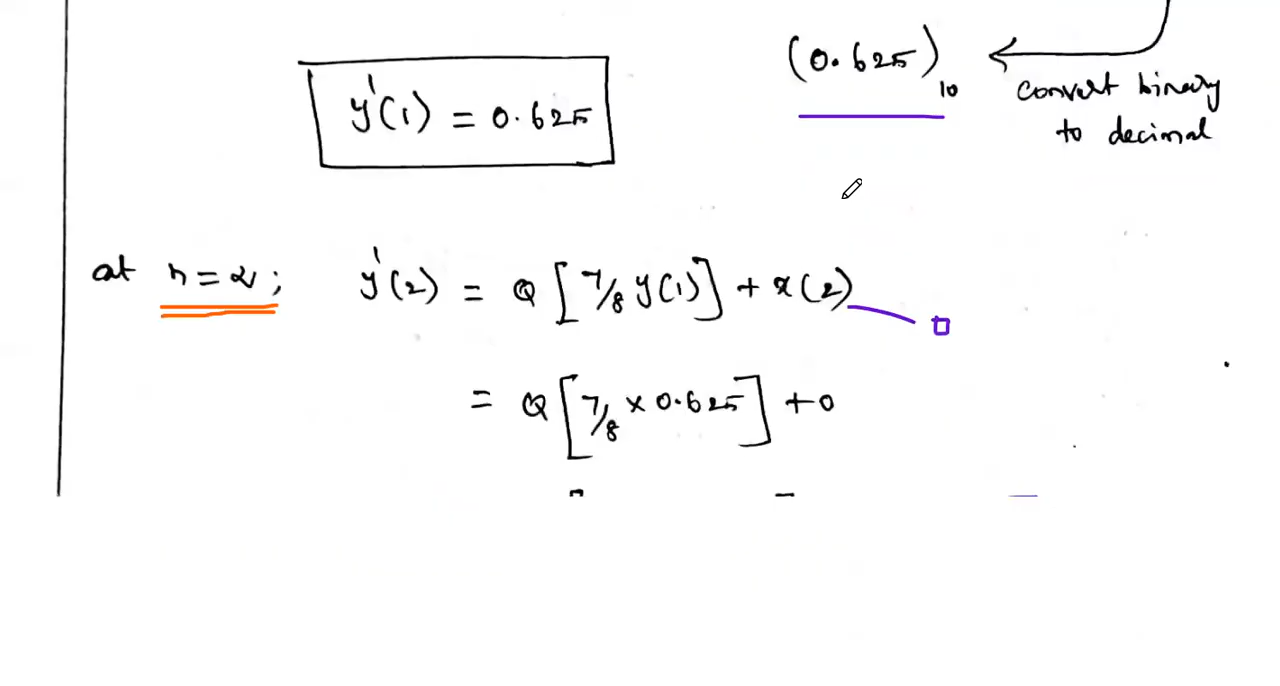 (0.625)10
convert binary
to decimal
y'(1) = 0.625
at n=2; y'(2) = Q[7/8 y(1)] + x(2)
0
= Q[7/8 × 0.625] + 0